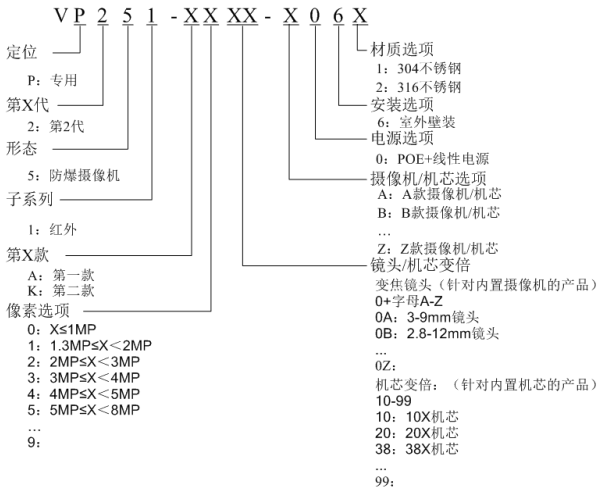 VP251-XXXX-X06X
定位
P：专用
第X代
2：第2代
形态
5：防爆摄像机
子系列
1：红外
第X款
A：第一款
K：第二款
像素选项
0：X≤1MP
1：1.3MP≤X＜2MP
2：2MP≤X＜3MP
3：3MP≤X＜4MP
4：4MP≤X＜5MP
5：5MP≤X＜8MP
...
9：
材质选项
1：304不锈钢
2：316不锈钢
安装选项
6：室外壁装
电源选项
0：POE+线性电源
摄像机/机芯选项
A：A款摄像机/机芯
B：B款摄像机/机芯
...
Z：Z款摄像机/机芯
镜头/机芯变倍
变焦镜头（针对内置摄像机的产品）
0+字母A-Z
0A：3-9mm镜头
0B：2.8-12mm镜头
...
0Z：
机芯变倍：（针对内置机芯的产品）
10-99
10：10X机芯
20：20X机芯
38：38X机芯
...
99：